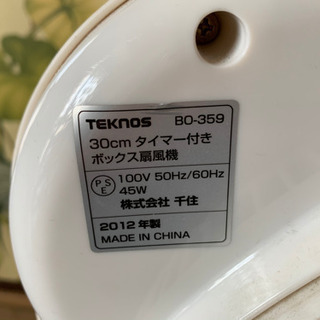 TEKNOS BO-359
30cm タイマー付き
ボックス扇風機
PSE 100V 50Hz/60Hz
45W
株式会社 千住
2012 年製
MADE IN CHINA